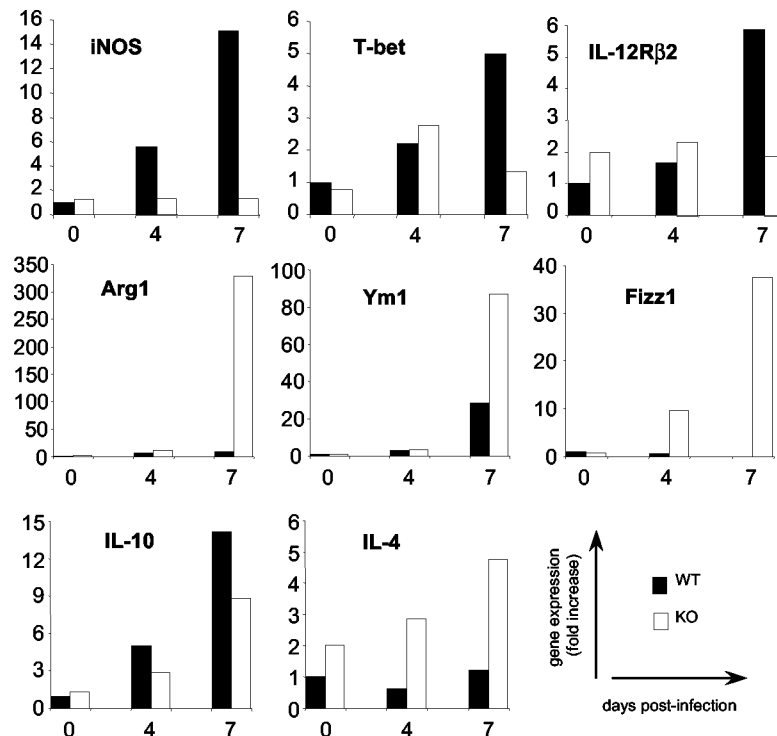 iNOS
16
14
12
10
8
6
4
2
0
0 4 7
T-bet
6
5
4
3
2
1
0
0 4 7
IL-12Rβ2
6
5
4
3
2
1
0
0 4 7
Arg1
350
300
250
200
150
100
50
0
0 4 7
Ym1
100
80
60
40
20
0
0 4 7
Fizz1
40
30
20
10
0
0 4 7
IL-10
15
12
9
6
3
0
0 4 7
IL-4
6
5
4
3
2
1
0
0 4 7
gene expression
(fold increase)
WT
KO
days post-infection